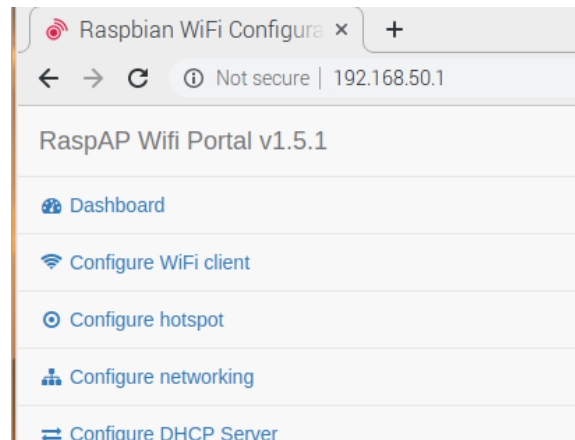 Raspbian WiFi Configura
Not secure | 192.168.50.1
RaspAP Wifi Portal v1.5.1
Dashboard
Configure WiFi client
Configure hotspot
Configure networking
Configure DHCP Server